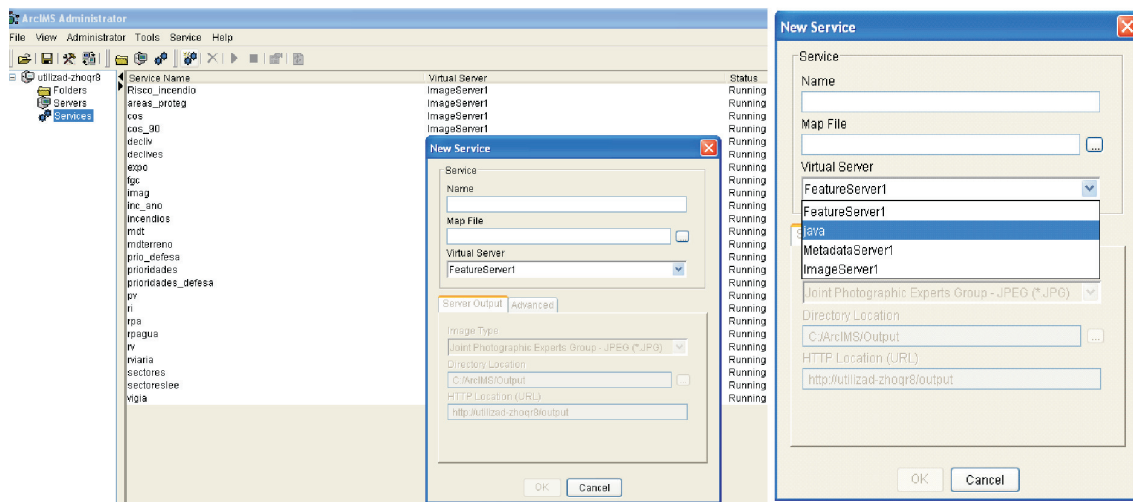 ArcIMS Administrator
File View Administrator Tools Service Help
utilizad-zhoqr8
Folders
Servers
Services
Service Name Virtual Server Status
Risco_incendio ImageServer1 Running
areas_proteg ImageServer1 Running
cos ImageServer1 Running
cos_90 ImageServer1 Running
decliv Running
declives Running
expo Running
fgc Running
imag Running
inc_ano Running
incendios Running
mdt Running
mdterreno Running
prio_defesa Running
prioridades Running
prioridades_defesa Running
pv Running
ri Running
rpa Running
rpagua Running
rv Running
rviaria Running
sectores Running
sectoreslee Running
vigia Running
New Service
Service
Name
Map File
...
Virtual Server
FeatureServer1
Server Output Advanced
Image Type
Joint Photographic Experts Group - JPEG (*.JPG)
Directory Location
C:/ArcIMS/Output
...
HTTP Location (URL)
http://utilizad-zhoqr8/output
OK Cancel
New Service
Service
Name
Map File
...
Virtual Server
FeatureServer1
FeatureServer1
java
MetadataServer1
ImageServer1
Joint Photographic Experts Group - JPEG (*.JPG)
Directory Location
C:/ArcIMS/Output
...
HTTP Location (URL)
http://utilizad-zhoqr8/output
OK Cancel